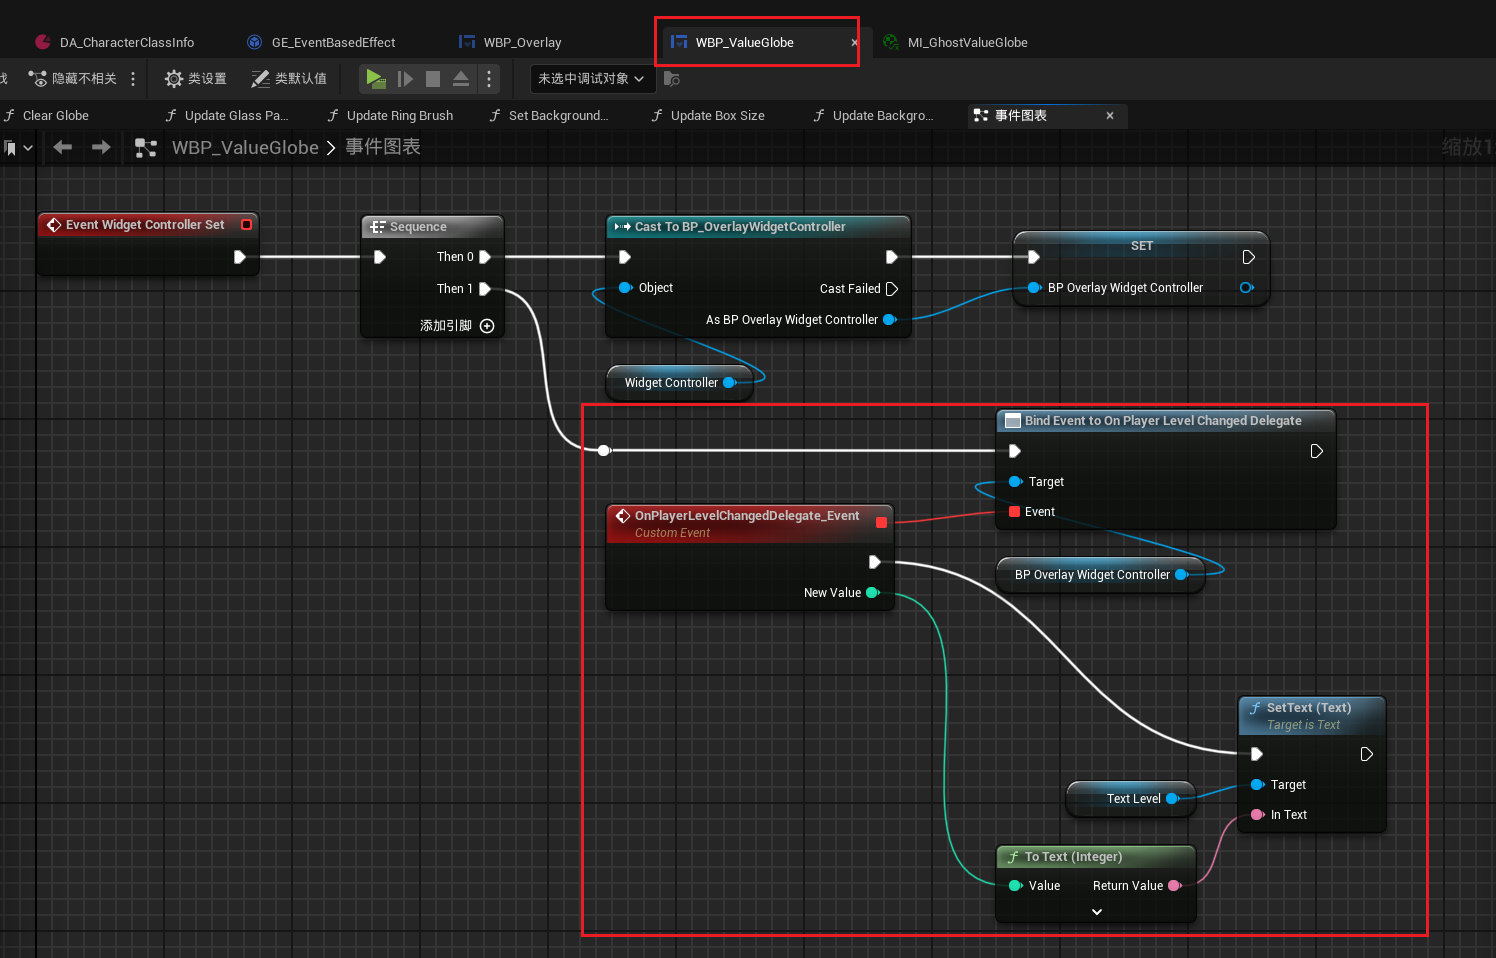 DA_CharacterClassInfo
GE_EventBasedEffect
WBP_Overlay
WBP_ValueGlobe
MI_GhostValueGlobe
隐藏不相关
类设置
类默认值
未选中调试对象
Clear Globe
Update Glass Pa...
Update Ring Brush
Set Background...
Update Box Size
Update Backgro...
事件图表
WBP_ValueGlobe > 事件图表
缩放1
Event Widget Controller Set
Sequence
Then 0
Then 1
添加引脚
Cast To BP_OverlayWidgetController
Object
Cast Failed
As BP Overlay Widget Controller
SET
BP Overlay Widget Controller
Widget Controller
Bind Event to On Player Level Changed Delegate
Target
Event
OnPlayerLevelChangedDelegate_Event
Custom Event
New Value
BP Overlay Widget Controller
SetText (Text)
Target is Text
Target
In Text
Text Level
To Text (Integer)
Value
Return Value